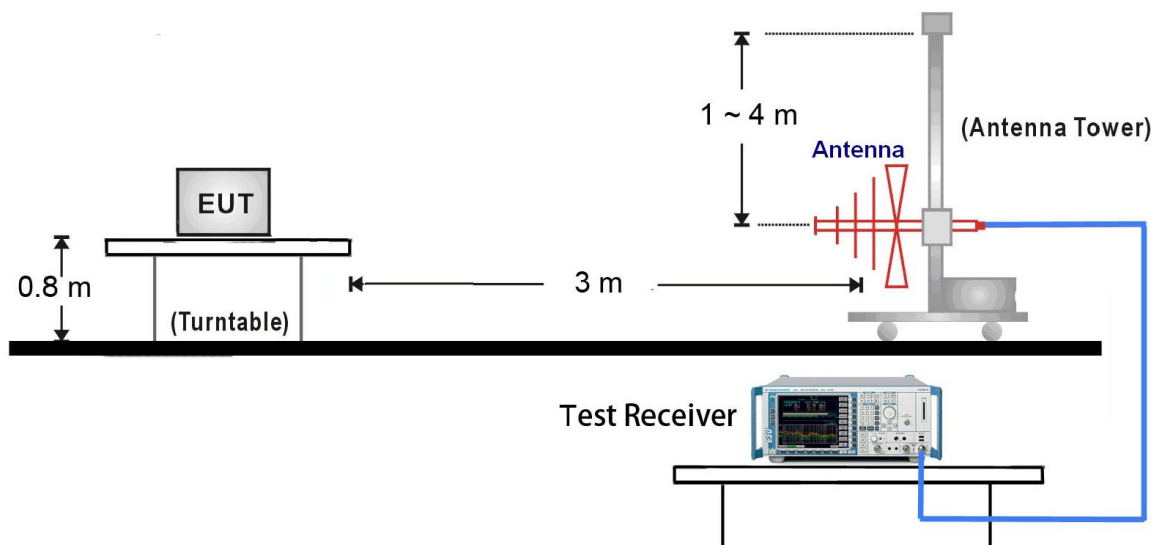 1 ~ 4 m
(Antenna Tower)
Antenna
EUT
0.8 m
3 m
(Turntable)
Test Receiver